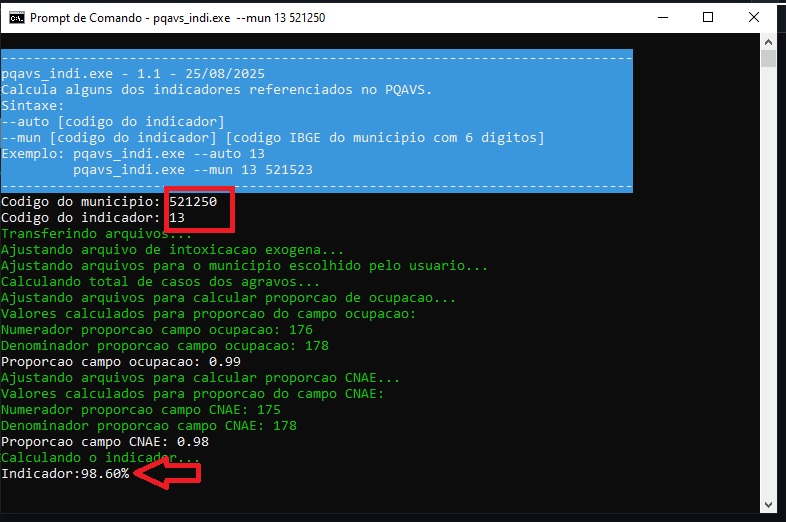 Prompt de Comando - pqavs_indi.exe --mun 13 521250
--------------------------------------------------------------------------------
pqavs_indi.exe - 1.1 - 25/08/2025
Calcula alguns dos indicadores referenciados no PQAVS.
Sintaxe:
--auto [codigo do indicador]
--mun [codigo do indicador] [codigo IBGE do municipio com 6 digitos]
Exemplo: pqavs_indi.exe --auto 13
pqavs_indi.exe --mun 13 521523
--------------------------------------------------------------------------------
Codigo do municipio: 521250
Codigo do indicador: 13
Transferindo arquivos...
Ajustando arquivo de intoxicacao exogena...
Ajustando arquivos para o municipio escolhido pelo usuario...
Calculando total de casos dos agravos...
Ajustando arquivos para calcular proporcao de ocupacao...
Valores calculados para proporcao do campo ocupacao:
Numerador proporcao campo ocupacao: 176
Denominador proporcao campo ocupacao: 178
Proporcao campo ocupacao: 0.99
Ajustando arquivos para calcular proporcao CNAE...
Valores calculados para proporcao do campo CNAE:
Numerador proporcao campo CNAE: 175
Denominador proporcao campo CNAE: 178
Proporcao campo CNAE: 0.98
Calculando o indicador...
Indicador:98.60%